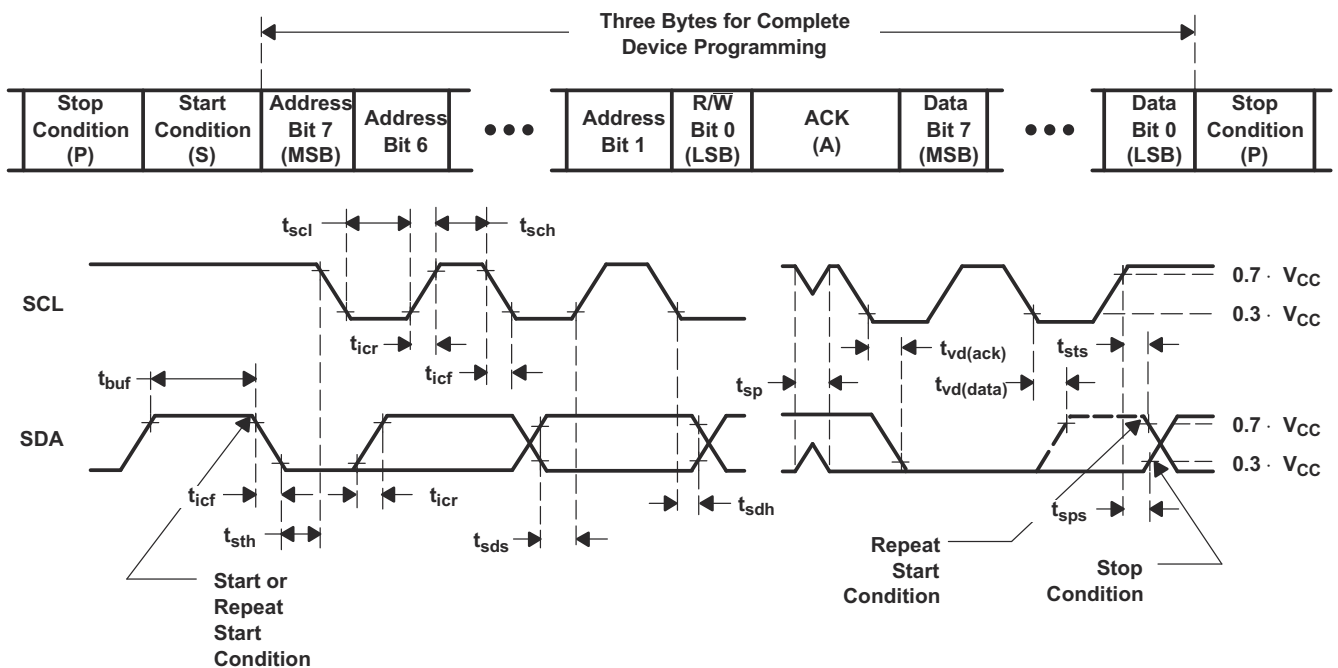 Three Bytes for Complete
Device Programming
Stop
Condition
(P)
Start
Condition
(S)
Address
Bit 7
(MSB)
Address
Bit 6
•••
Address
Bit 1
R/W̅
Bit 0
(LSB)
ACK
(A)
Data
Bit 7
(MSB)
•••
Data
Bit 0
(LSB)
Stop
Condition
(P)
tscl
tsch
SCL
0.7 · VCC
0.3 · VCC
ticr
ticf
tbuf
tsp
tvd(ack)
tvd(data)
tsts
SDA
0.7 · VCC
0.3 · VCC
ticf
ticr
tsdh
tsth
tsds
tsps
Start or
Repeat
Start
Condition
Repeat
Start
Condition
Stop
Condition